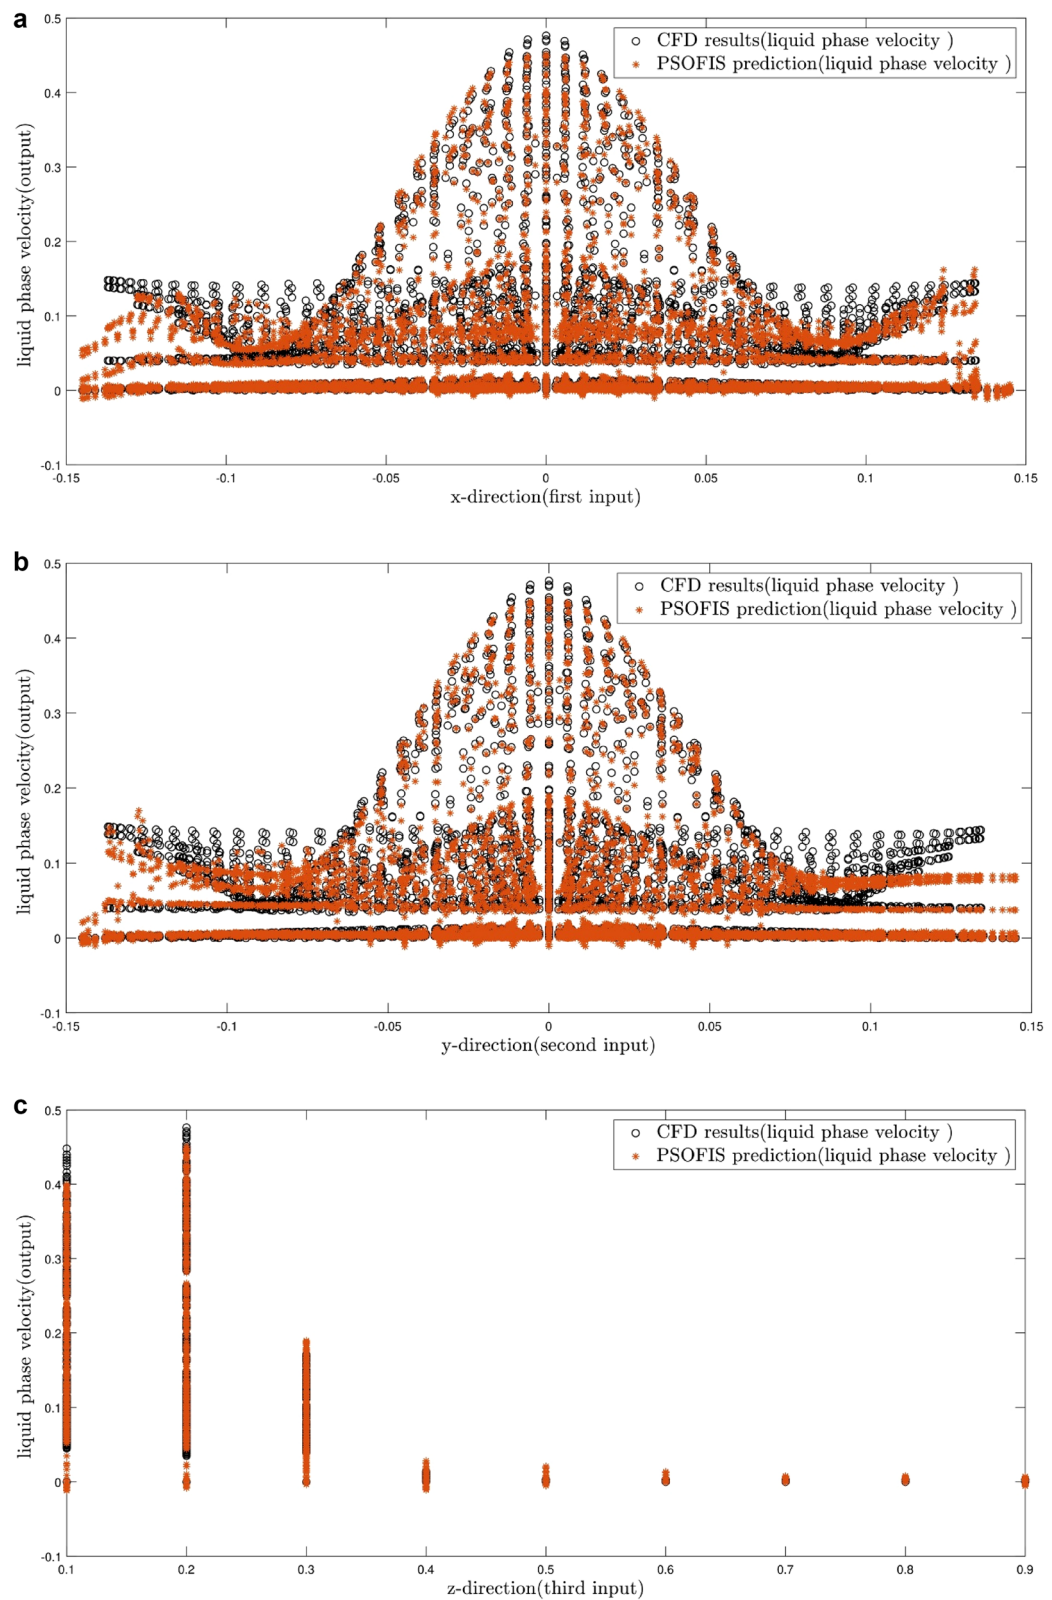 a
0.5
0.4
0.3
0.2
0.1
0
-0.1
liquid phase velocity(output)
CFD results(liquid phase velocity )
PSOFIS prediction(liquid phase velocity )
-0.15 -0.1 -0.05 0 0.05 0.1 0.15
x-direction(first input)
b
0.5
0.4
0.3
0.2
0.1
0
-0.1
liquid phase velocity(output)
CFD results(liquid phase velocity )
PSOFIS prediction(liquid phase velocity )
-0.15 -0.1 -0.05 0 0.05 0.1 0.15
y-direction(second input)
c
0.5
0.4
0.3
0.2
0.1
0
-0.1
liquid phase velocity(output)
CFD results(liquid phase velocity )
PSOFIS prediction(liquid phase velocity )
0.1 0.2 0.3 0.4 0.5 0.6 0.7 0.8 0.9
z-direction(third input)